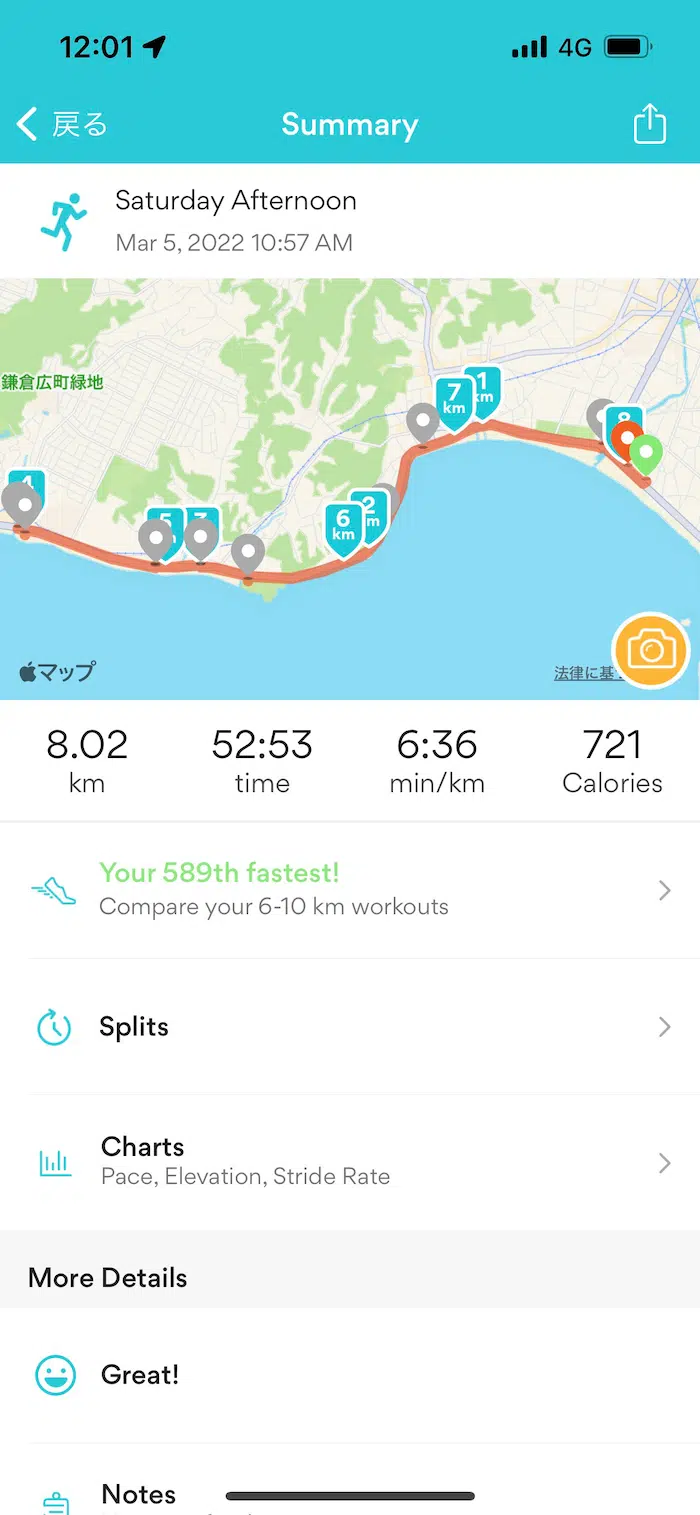 12:01
4G
戻る
Summary
Saturday Afternoon
Mar 5, 2022 10:57 AM
鎌倉広町緑地
7
km
1
km
8
4
5
6
km
2
マップ
法律に基
8.02
km
52:53
time
6:36
min/km
721
Calories
Your 589th fastest!
Compare your 6-10 km workouts
Splits
Charts
Pace, Elevation, Stride Rate
More Details
Great!
Notes